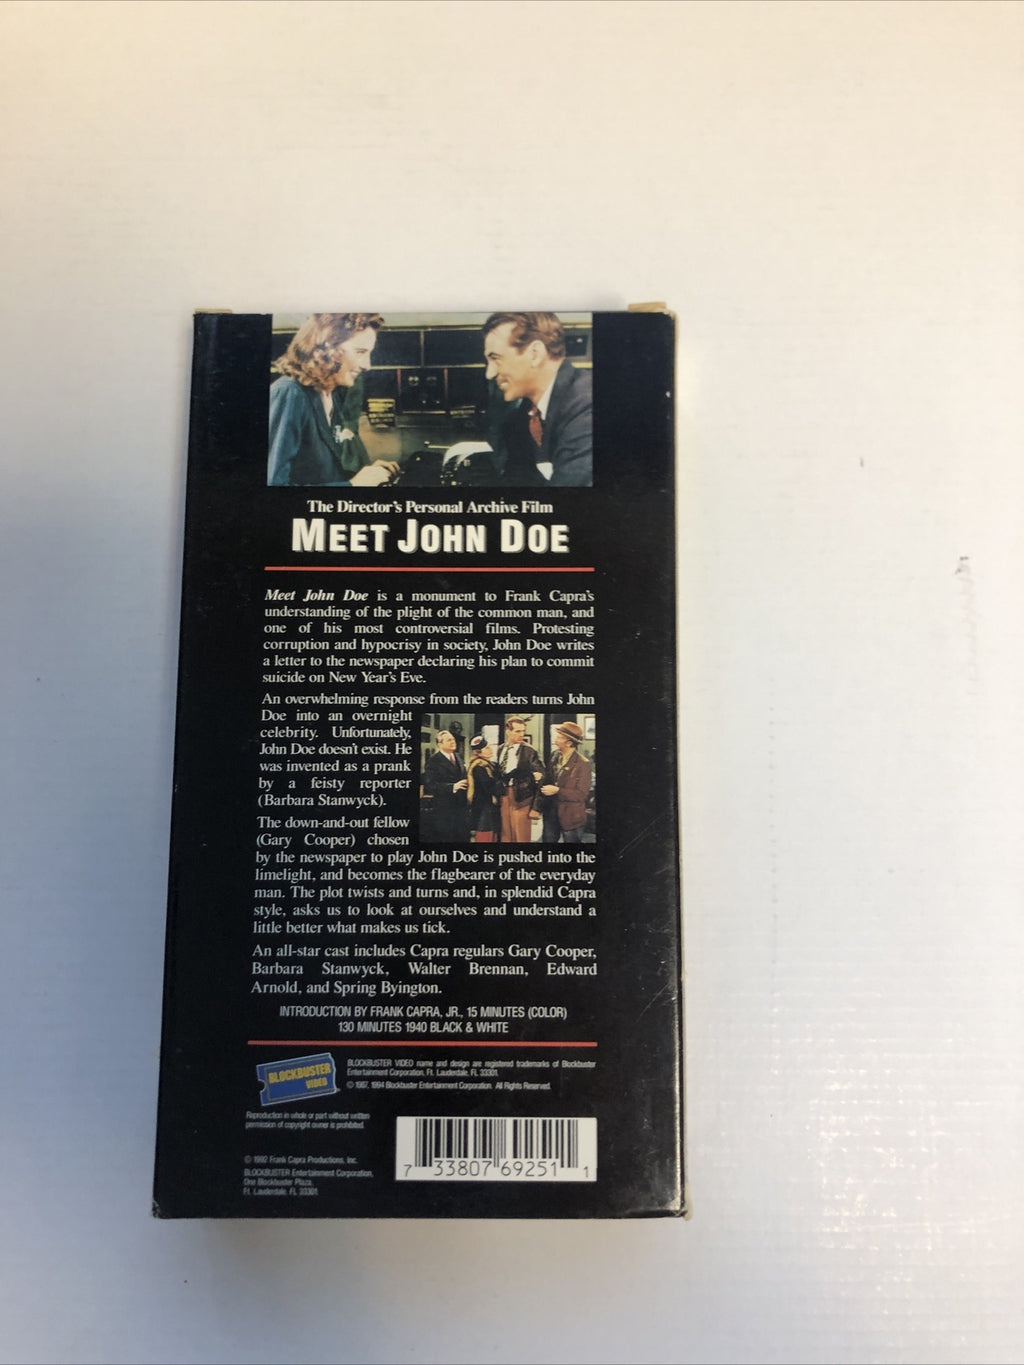 The Director's Personal Archive Film
MEET JOHN DOE
Meet John Doe is a monument to Frank Capra's
understanding of the plight of the common man, and
one of his most controversial films. Protesting
corruption and hypocrisy in society, John Doe writes
a letter to the newspaper declaring his plan to commit
suicide on New Year's Eve.
An overwhelming response from the readers turns John
Doe into an overnight
celebrity. Unfortunately,
John Doe doesn't exist. He
was invented as a prank
by a feisty reporter
(Barbara Stanwyck).
The down-and-out fellow
(Gary Cooper) chosen
by the newspaper to play John Doe is pushed into the
limelight, and becomes the flagbearer of the everyday
man. The plot twists and turns and, in splendid Capra
style, asks us to look at ourselves and understand a
little better what makes us tick.
An all-star cast includes Capra regulars Gary Cooper,
Barbara Stanwyck, Walter Brennan, Edward
Arnold, and Spring Byington.
INTRODUCTION BY FRANK CAPRA, JR., 15 MINUTES (COLOR)
130 MINUTES 1940 BLACK & WHITE
BLOCKBUSTER
VIDEO
BLOCKBUSTER VIDEO name and design are registered trademarks of Blockbuster
Entertainment Corporation, Ft. Lauderdale, FL 33301.
© 1987, 1994 Blockbuster Entertainment Corporation. All Rights Reserved.
Reproduction in whole or part without written
permission of copyright owner is prohibited.
© 1992 Frank Capra Productions, Inc.
BLOCKBUSTER Entertainment Corporation,
One Blockbuster Plaza,
Ft. Lauderdale, FL 33301
7 33807 69251 1